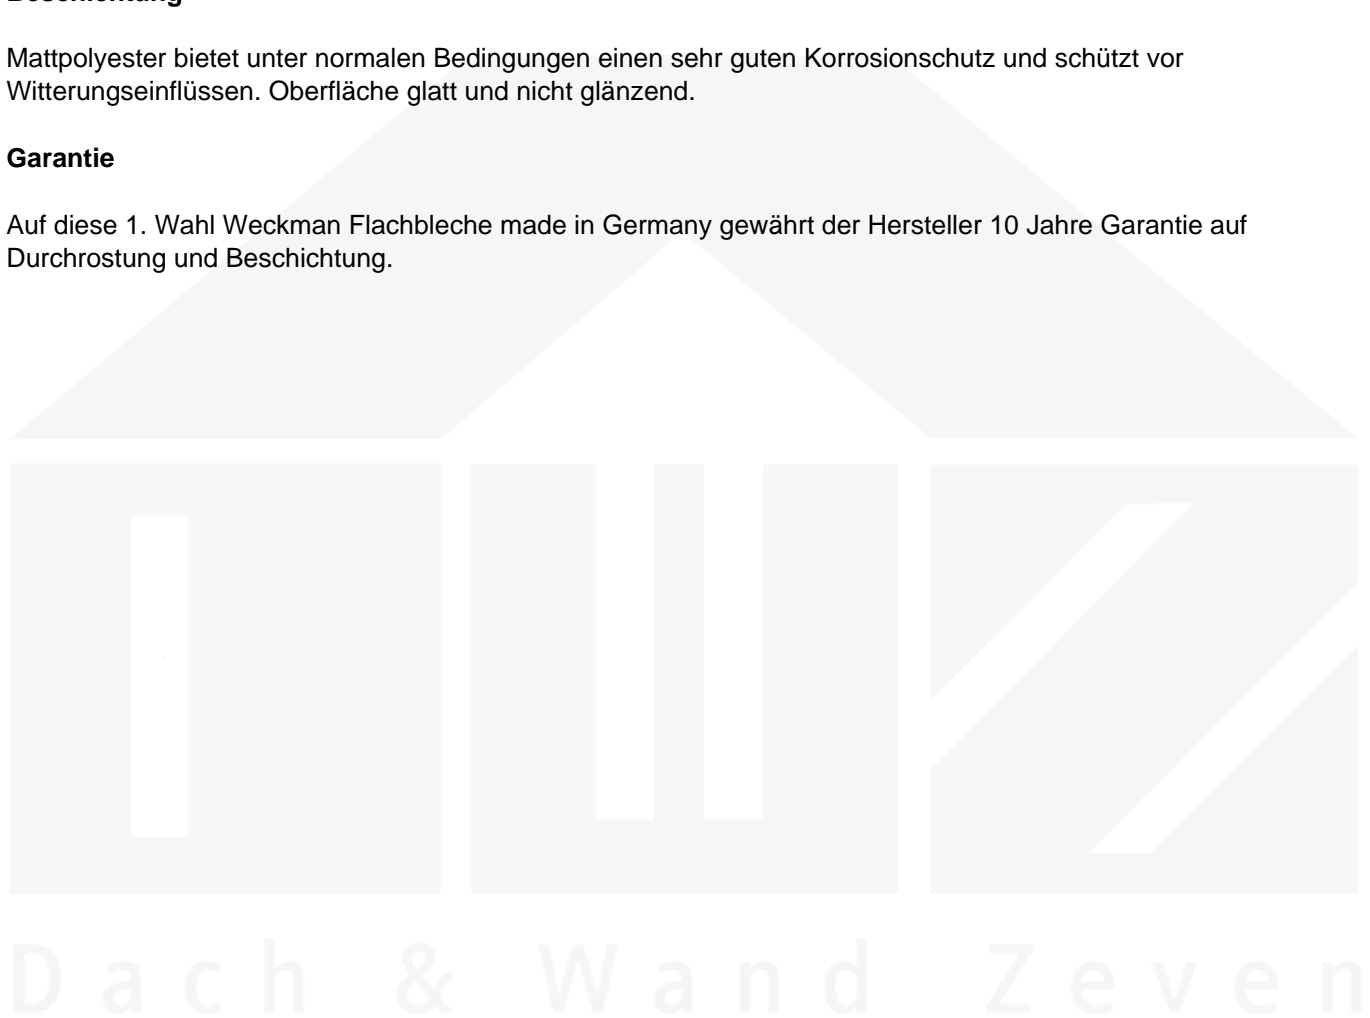 Beschichtung
Mattpolyester bietet unter normalen Bedingungen einen sehr guten Korrosionschutz und schützt vor
Witterungseinflüssen. Oberfläche glatt und nicht glänzend.
Garantie
Auf diese 1. Wahl Weckman Flachbleche made in Germany gewährt der Hersteller 10 Jahre Garantie auf
Durchrostung und Beschichtung.
Dach & Wand Zeven